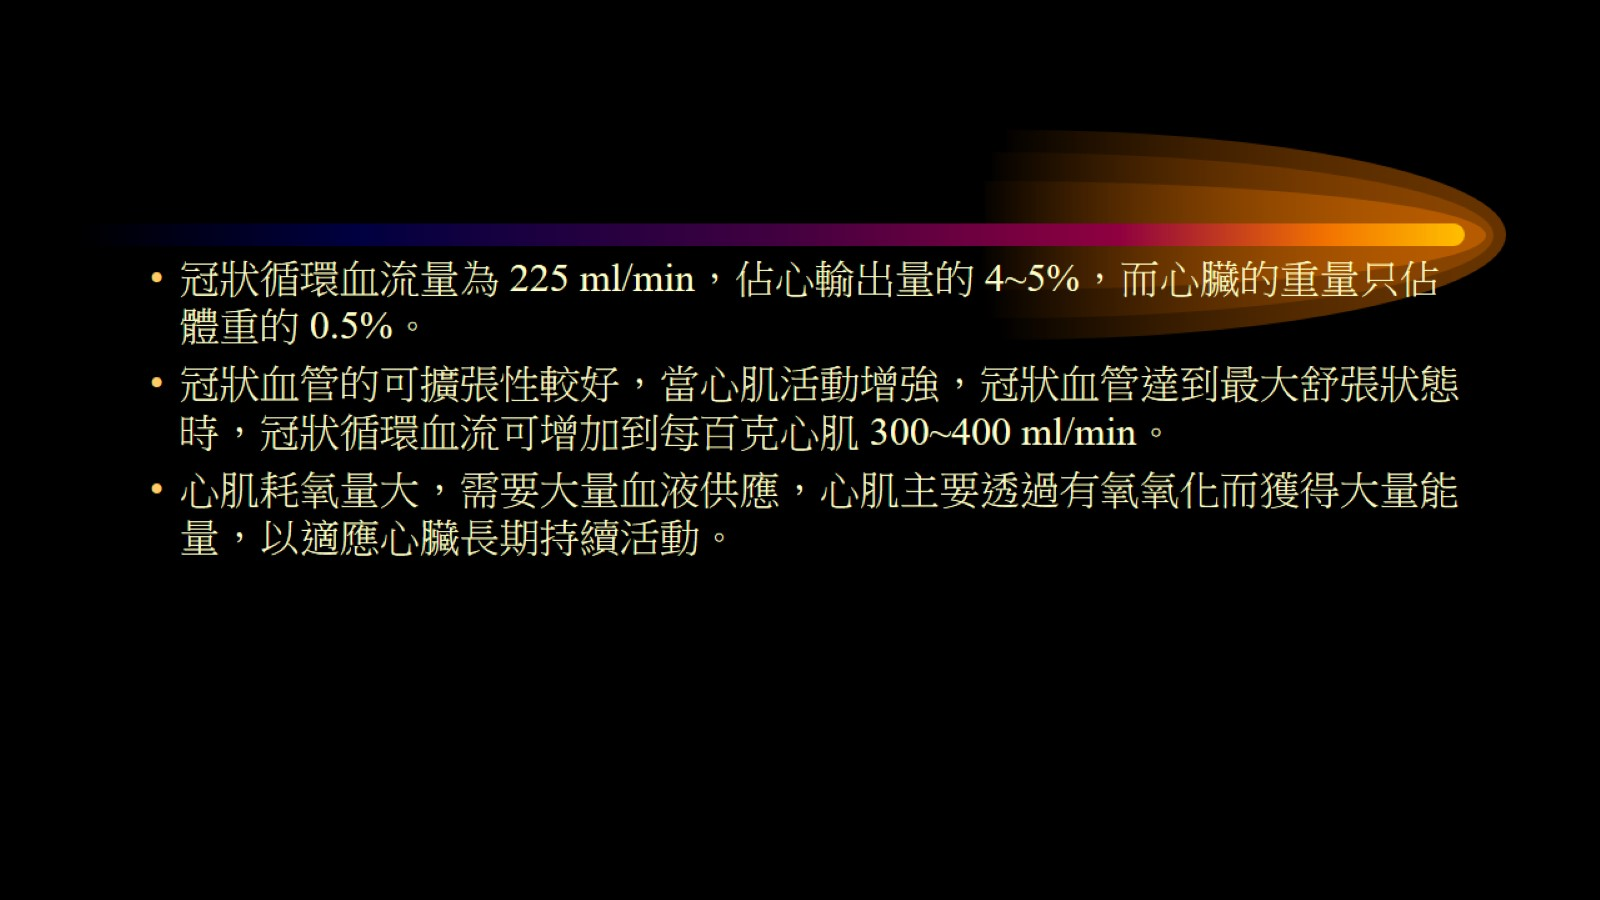 • 冠狀循環血流量為 225 ml/min，佔心輸出量的 4~5%，而心臟的重量只佔
體重的 0.5%。
• 冠狀血管的可擴張性較好，當心肌活動增強，冠狀血管達到最大舒張狀態
時，冠狀循環血流可增加到每百克心肌 300~400 ml/min。
• 心肌耗氧量大，需要大量血液供應，心肌主要透過有氧氧化而獲得大量能
量，以適應心臟長期持續活動。